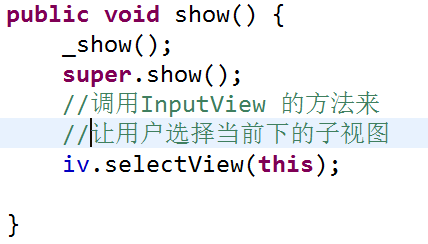 public void show() {
    _show();
    super.show();
    //调用InputView 的方法来
    //让用户选择当前下的子视图
    iv.selectView(this);
}